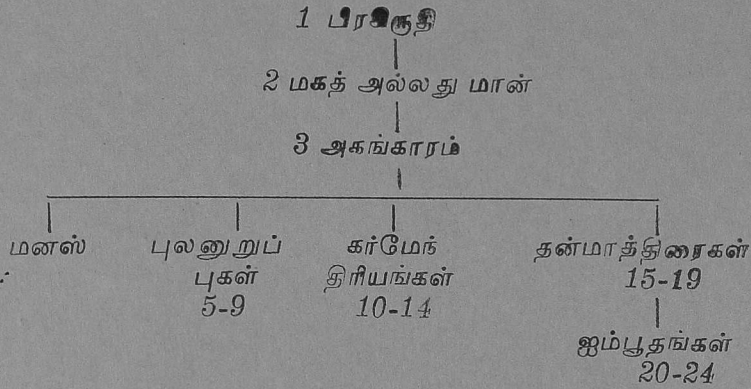 1 பிரகிருதி
2 மகத் அல்லது மான்
3 அகங்காரம்
மனஸ்
புலனுறுப்
புகள்
5-9
கர்மேந்
திரியங்கள்
10-14
தன்மாத்திரைகள்
15-19
ஐம்பூதங்கள்
20-24